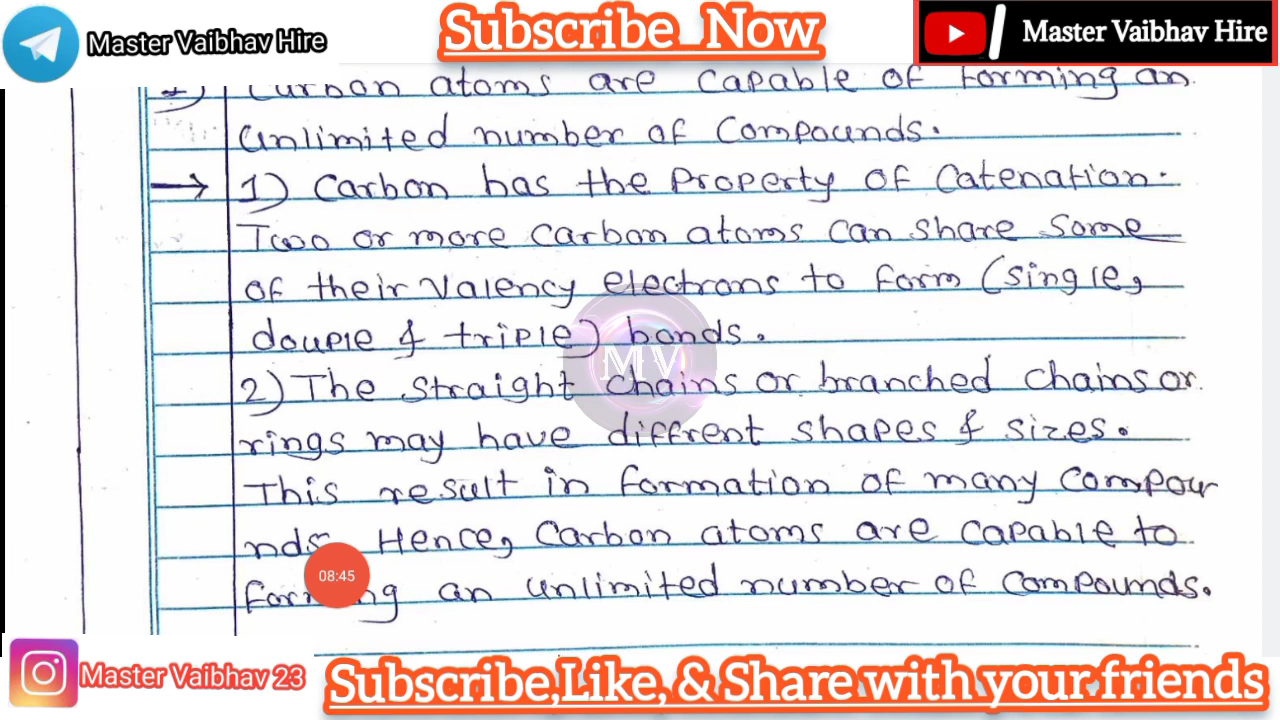 Master Vaibhav Hire
Subscribe Now
Master Vaibhav Hire
Carbon atoms are capable of forming an
unlimited number of compounds.
→ 1) Carbon has the property of Catenation.
Two or more carbon atoms can share some
of their valency electrons to form (single,
douple & triple) bonds.
MV
2) The straight chains or branched chains or
rings may have diffrent shapes & sizes.
This result in formation of many compou
nds. Hence, Carbon atoms are capable to
08:45
forming an unlimited number of compounds.
Master Vaibhav 23
Subscribe,Like, & Share with your friends